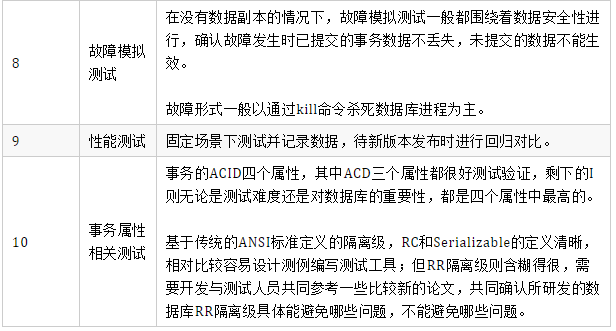 8
故障模拟
测试
在没有数据副本的情况下，故障模拟测试一般都围绕着数据安全性进
行，确认故障发生时已提交的事务数据不丢失，未提交的数据不能生
效。
故障形式一般以通过kill命令杀死数据库进程为主。
9
性能测试
固定场景下测试并记录数据，待新版本发布时进行回归对比。
10
事务属性
相关测试
事务的ACID四个属性，其中ACD三个属性都很好测试验证，剩下的I
则无论是测试难度还是对数据库的重要性，都是四个属性中最高的。
基于传统的ANSI标准定义的隔离级，RC和Serializable的定义清晰，
相对比较容易设计测例编写测试工具；但RR隔离级则含糊得很，需
要开发与测试人员共同参考一些比较新的论文，共同确认所研发的
数据库RR隔离级具体能避免哪些问题，不能避免哪些问题。